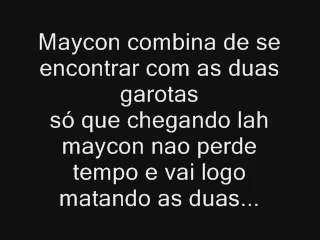 Maycon combina de se
encontrar com as duas
garotas
só que chegando lah
maycon nao perde
tempo e vai logo
matando as duas...